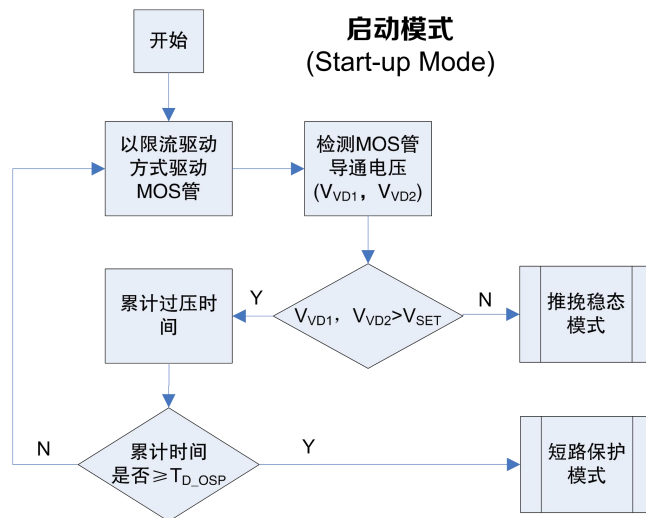 启动模式
(Start-up Mode)
开始
以限流驱动
方式驱动
MOS管
检测MOS管
导通电压
(VVD1，VVD2)
VVD1，VVD2>VSET
Y
N
累计过压时
间
推挽稳态
模式
累计时间
是否≥TD_OSP
N
Y
短路保护
模式